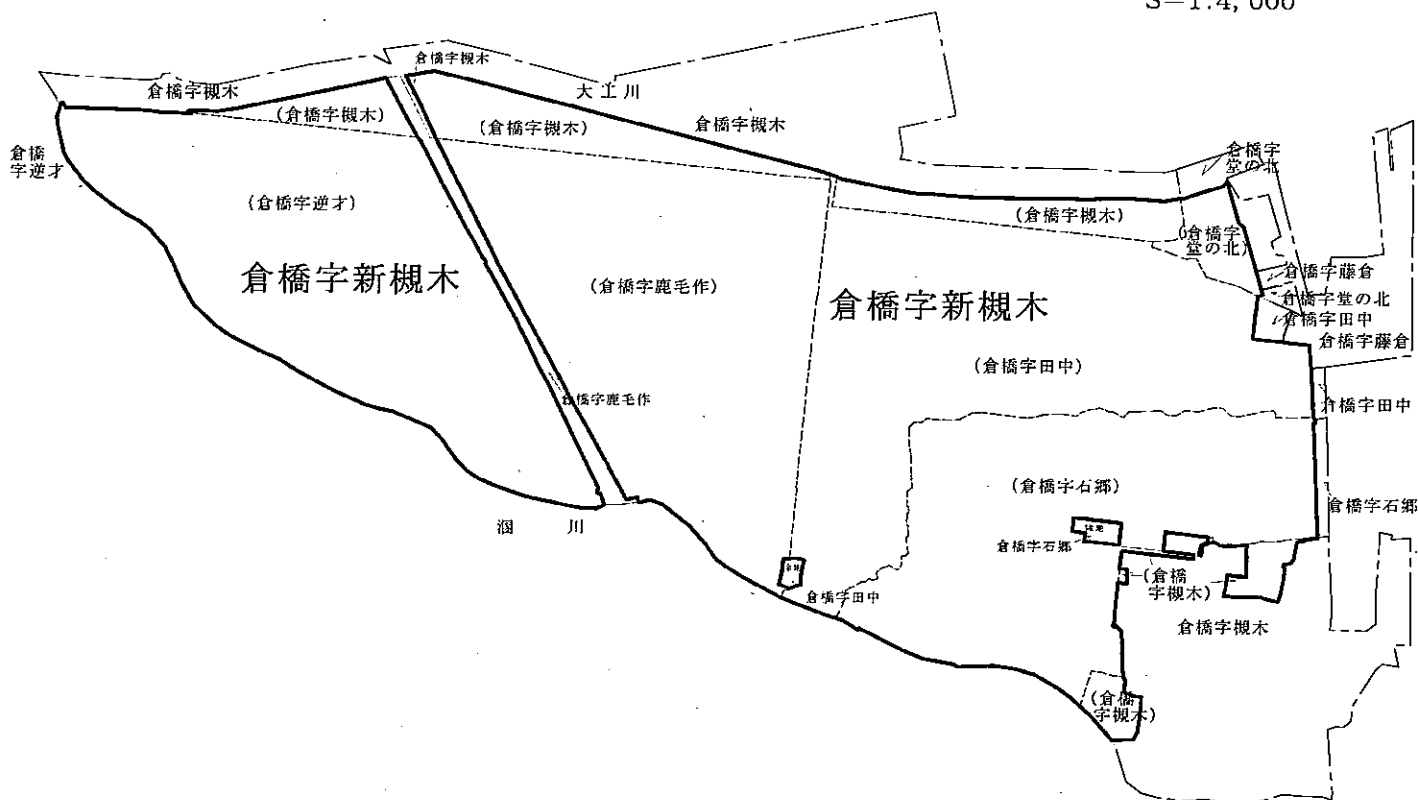 S=1:4,000
倉橋字槻木
倉橋字槻木
大工川
(倉橋字槻木)
(倉橋字槻木)
倉橋字槻木
倉橋
字逆才
倉橋字
堂の北
(倉橋字逆才)
(倉橋字槻木)
(倉橋字
堂の北)
倉橋字新槻木
(倉橋字鹿毛作)
倉橋字新槻木
倉橋字藤倉
倉橋字堂の北
倉橋字田中
倉橋字藤倉
(倉橋字田中)
倉橋字鹿毛作
倉橋字田中
(倉橋字石郷)
倉橋字石郷
涸川
倉橋字石郷
(倉橋
字槻木)
倉橋字田中
倉橋字槻木
(倉橋
字槻木)